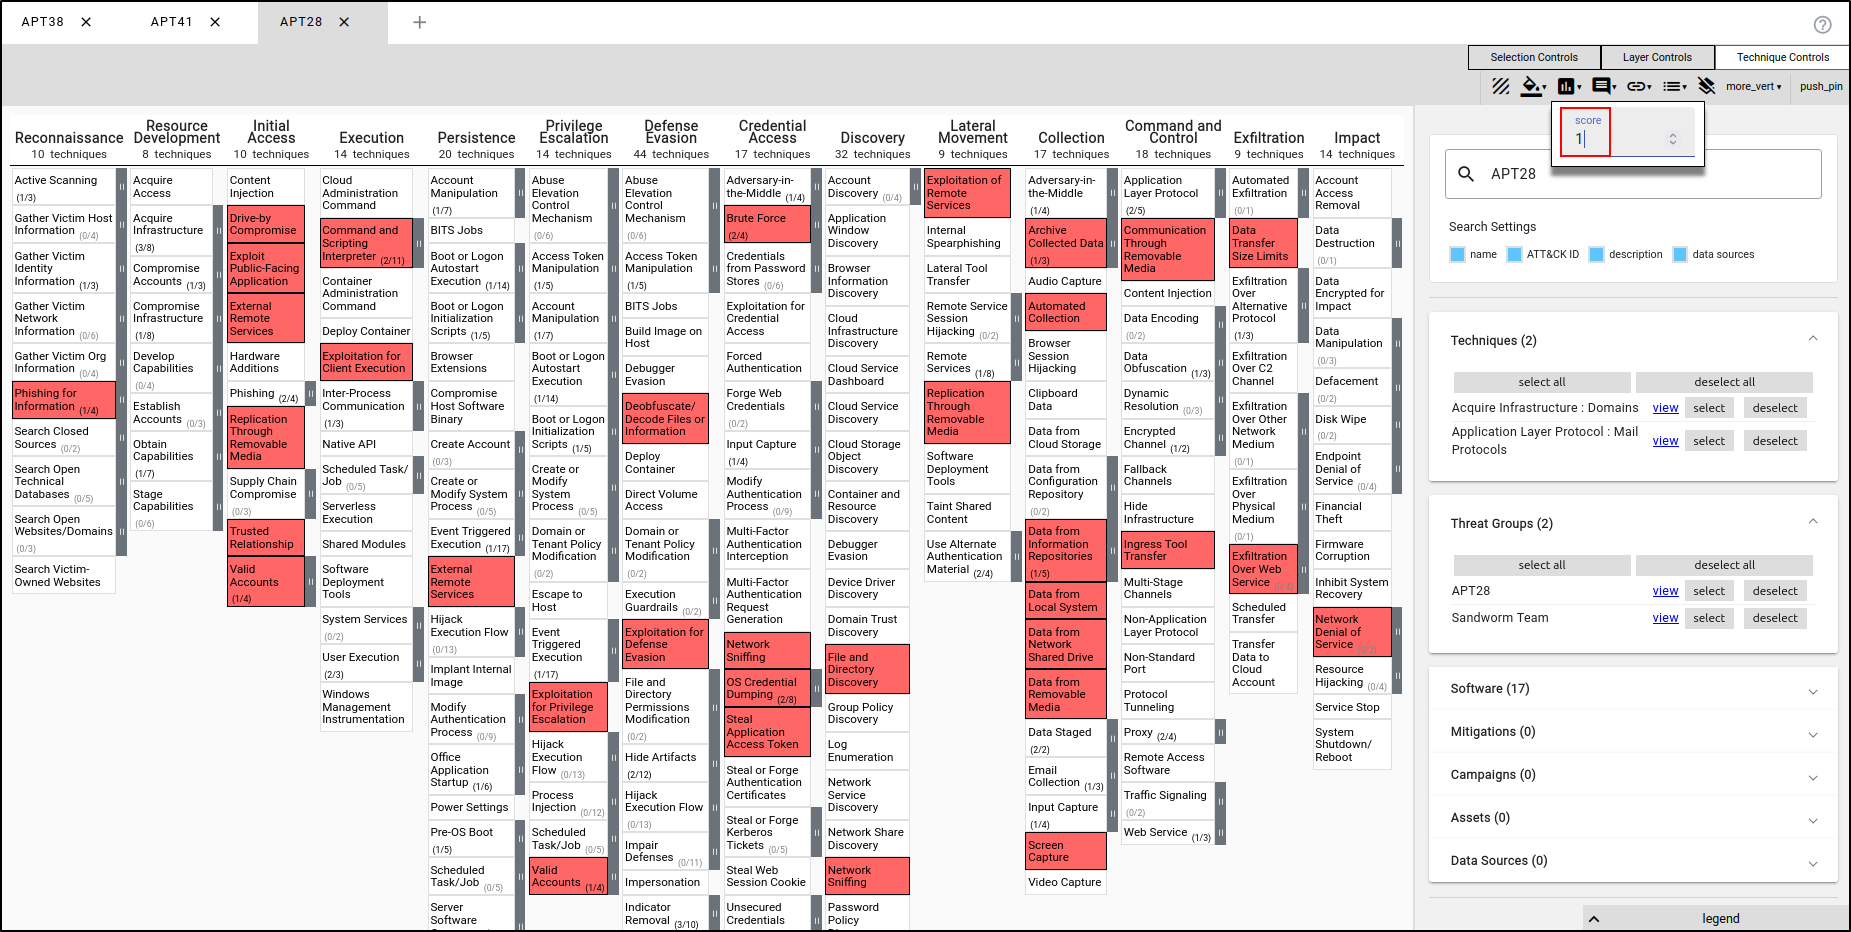 APT38
APT41
APT28
Selection Controls
Layer Controls
Technique Controls
more_vert
push_pin
score
1
APT28
Search Settings
name
ATT&CK ID
description
data sources
Techniques (2)
select all
deselect all
Acquire Infrastructure : Domains
view
select
deselect
Application Layer Protocol : Mail
Protocols
view
select
deselect
Threat Groups (2)
select all
deselect all
APT28
view
select
deselect
Sandworm Team
view
select
deselect
Software (17)
Mitigations (0)
Campaigns (0)
Assets (0)
Data Sources (0)
legend
Reconnaissance
10 techniques
Active Scanning
(1/3)
Gather Victim Host
Information (0/4)
Gather Victim
Identity
Information (1/3)
Gather Victim
Network
Information (0/6)
Gather Victim Org
Information (0/4)
Phishing for
Information (1/4)
Search Closed
Sources (0/2)
Search Open
Technical
Databases (0/5)
Search Open
Websites/Domains
(0/3)
Search Victim-
Owned Websites
Resource
Development
8 techniques
Acquire
Access
Acquire
Infrastructure
(3/8)
Compromise
Accounts (1/3)
Compromise
Infrastructure
(1/8)
Develop
Capabilities
(0/4)
Establish
Accounts (0/3)
Obtain
Capabilities
(1/7)
Stage
Capabilities
(0/6)
Initial
Access
10 techniques
Content
Injection
Drive-by
Compromise
Exploit
Public-Facing
Application
External
Remote
Services
Hardware
Additions
Phishing (2/4)
Replication
Through
Removable
Media
Supply Chain
Compromise
(0/3)
Trusted
Relationship
Valid
Accounts
(1/4)
Execution
14 techniques
Cloud
Administration
Command
Command and
Scripting
Interpreter (2/11)
Container
Administration
Command
Deploy Container
Exploitation for
Client Execution
Inter-Process
Communication
(1/3)
Native API
Scheduled Task/
Job (0/5)
Serverless
Execution
Shared Modules
Software
Deployment
Tools
System Services
(0/2)
User Execution
(2/3)
Windows
Management
Instrumentation
Persistence
20 techniques
Account
Manipulation
(1/7)
BITS Jobs
Boot or Logon
Autostart
Execution (1/14)
Boot or Logon
Initialization
Scripts (1/5)
Browser
Extensions
Compromise
Host Software
Binary
Create Account
(0/3)
Create or
Modify System
Process (0/5)
Event Triggered
Execution (1/17)
External
Remote
Services
Hijack
Execution Flow
(0/13)
Implant Internal
Image
Modify
Authentication
Process (0/9)
Office
Application
Startup (1/6)
Power Settings
Pre-OS Boot
(1/5)
Scheduled
Task/Job (0/5)
Server
Software
Privilege
Escalation
14 techniques
Abuse
Elevation
Control
Mechanism
(0/6)
Access Token
Manipulation
(1/5)
Account
Manipulation
(1/7)
Boot or Logon
Autostart
Execution
(1/14)
Boot or Logon
Initialization
Scripts (1/5)
Create or
Modify
System
Process (0/5)
Domain or
Tenant Policy
Modification
(0/2)
Escape to
Host
Event
Triggered
Execution
(1/17)
Exploitation
for Privilege
Escalation
Hijack
Execution
Flow (0/13)
Process
Injection (0/12)
Scheduled
Task/Job (0/5)
Valid
Accounts (1/4)
Defense
Evasion
44 techniques
Abuse
Elevation
Control
Mechanism
(0/6)
Access Token
Manipulation
(1/5)
BITS Jobs
Build Image on
Host
Debugger
Evasion
Deobfuscate/
Decode Files or
Information
Deploy
Container
Direct Volume
Access
Domain or
Tenant Policy
Modification
(0/2)
Execution
Guardrails (0/2)
Exploitation for
Defense
Evasion
File and
Directory
Permissions
Modification
(0/2)
Hide Artifacts
(2/12)
Hijack
Execution Flow
(0/13)
Impair
Defenses (0/11)
Impersonation
Indicator
Removal (3/10)
Credential
Access
17 techniques
Adversary-in-
the-Middle (1/4)
Brute Force
(2/4)
Credentials
from Password
Stores (0/6)
Exploitation for
Credential
Access
Forced
Authentication
Forge Web
Credentials
(0/2)
Input Capture
(1/4)
Modify
Authentication
Process (0/9)
Multi-Factor
Authentication
Interception
Multi-Factor
Authentication
Request
Generation
Network
Sniffing
OS Credential
Dumping (2/8)
Steal
Application
Access Token
Steal or Forge
Authentication
Certificates
Steal or Forge
Kerberos
Tickets (0/5)
Steal Web
Session Cookie
Unsecured
Credentials
Discovery
32 techniques
Account
Discovery (0/4)
Application
Window
Discovery
Browser
Information
Discovery
Cloud
Infrastructure
Discovery
Cloud Service
Dashboard
Cloud Service
Discovery
Cloud Storage
Object
Discovery
Container and
Resource
Discovery
Debugger
Evasion
Device Driver
Discovery
Domain Trust
Discovery
File and
Directory
Discovery
Group Policy
Discovery
Log
Enumeration
Network
Service
Discovery
Network Share
Discovery
Network
Sniffing
Password
Policy
Lateral
Movement
9 techniques
Exploitation of
Remote
Services
Internal
Spearphishing
Lateral Tool
Transfer
Remote Service
Session
Hijacking (0/2)
Remote
Services (1/8)
Replication
Through
Removable
Media
Software
Deployment
Tools
Taint Shared
Content
Use Alternate
Authentication
Material (2/4)
Collection
17 techniques
Adversary-in-
the-Middle
(1/4)
Archive
Collected Data
(1/3)
Audio Capture
Automated
Collection
Browser
Session
Hijacking
Clipboard
Data
Data from
Cloud Storage
Data from
Configuration
Repository
(0/2)
Data from
Information
Repositories
(1/5)
Data from
Local System
Data from
Network
Shared Drive
Data from
Removable
Media
Data Staged
(2/2)
Email
Collection (1/3)
Input Capture
(1/4)
Screen
Capture
Video Capture
Command and
Control
18 techniques
Application
Layer Protocol
(2/5)
Communication
Through
Removable
Media
Content Injection
Data Encoding
(0/2)
Data
Obfuscation (1/3)
Dynamic
Resolution (0/3)
Encrypted
Channel (1/2)
Fallback
Channels
Hide
Infrastructure
Ingress Tool
Transfer
Multi-Stage
Channels
Non-Application
Layer Protocol
Non-Standard
Port
Protocol
Tunneling
Proxy (2/4)
Remote Access
Software
Traffic Signaling
(0/2)
Web Service (1/3)
Exfiltration
9 techniques
Automated
Exfiltration
(0/1)
Data
Transfer
Size Limits
Exfiltration
Over
Alternative
Protocol
(1/3)
Exfiltration
Over C2
Channel
Exfiltration
Over Other
Network
Medium
(0/1)
Exfiltration
Over
Physical
Medium
(0/1)
Exfiltration
Over Web
Service (0/4)
Scheduled
Transfer
Transfer
Data to
Cloud
Account
Impact
14 techniques
Account
Access
Removal
Data
Destruction
(0/1)
Data
Encrypted for
Impact
Data
Manipulation
(0/3)
Defacement
(0/2)
Disk Wipe
(0/2)
Endpoint
Denial of
Service (0/4)
Financial
Theft
Firmware
Corruption
Inhibit System
Recovery
Network
Denial of
Service (0/2)
Resource
Hijacking (0/4)
Service Stop
System
Shutdown/
Reboot